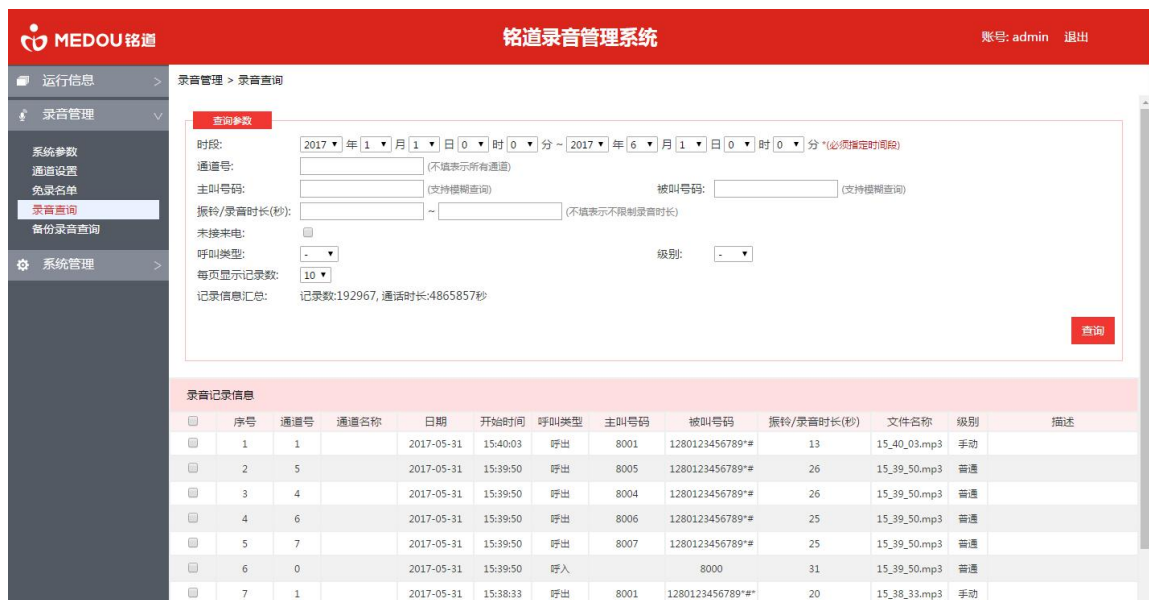 MEDOU铭道 铭道录音管理系统 账号: admin 退出
运行信息 >
录音管理 > 录音查询
录音管理
系统参数
通道设置
免录名单
录音查询
备份录音查询
系统管理 >
查询参数
时段: 2017 年 1 月 1 日 0 时 0 分 ~ 2017 年 6 月 1 日 0 时 0 分 *(必须指定时间段)
通道号: (不填表示所有通道)
主叫号码: (支持模糊查询) 被叫号码: (支持模糊查询)
振铃/录音时长(秒): ~ (不填表示不限制录音时长)
未接来电:
呼叫类型: - 级别: -
每页显示记录数: 10
记录信息汇总: 记录数:192967, 通话时长:4865857秒
查询
录音记录信息
序号 通道号 通道名称 日期 开始时间 呼叫类型 主叫号码 被叫号码 振铃/录音时长(秒) 文件名称 级别 描述
1 1 2017-05-31 15:40:03 呼出 8001 1280123456789*# 13 15_40_03.mp3 手动
2 5 2017-05-31 15:39:50 呼出 8005 1280123456789*# 26 15_39_50.mp3 普通
3 4 2017-05-31 15:39:50 呼出 8004 1280123456789*# 26 15_39_50.mp3 普通
4 6 2017-05-31 15:39:50 呼出 8006 1280123456789*# 25 15_39_50.mp3 普通
5 7 2017-05-31 15:39:50 呼出 8007 1280123456789*# 25 15_39_50.mp3 普通
6 0 2017-05-31 15:39:50 呼入 8000 31 15_39_50.mp3 普通
7 1 2017-05-31 15:38:33 呼出 8001 1280123456789*#* 20 15_38_33.mp3 手动